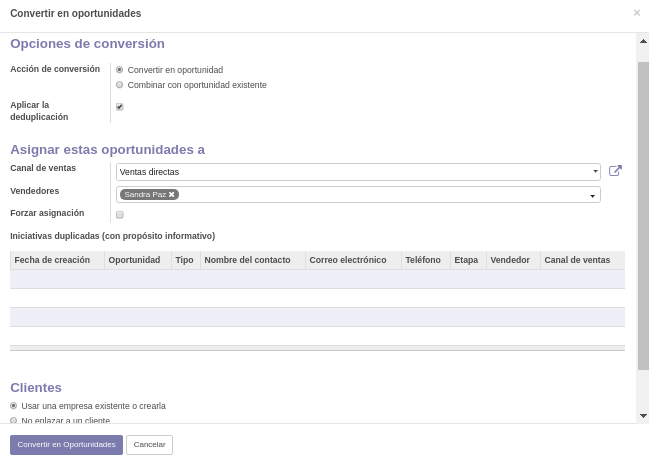 Convertir en oportunidades
×
Opciones de conversión
Acción de conversión
Convertir en oportunidad
Combinar con oportunidad existente
Aplicar la
deduplicación
Asignar estas oportunidades a
Canal de ventas
Ventas directas
Vendedores
Sandra Paz ✖
Forzar asignación
Iniciativas duplicadas (con propósito informativo)
Fecha de creación Oportunidad Tipo Nombre del contacto Correo electrónico Teléfono Etapa Vendedor Canal de ventas
Clientes
Usar una empresa existente o crearla
No enlazar a un cliente
Convertir en Oportunidades Cancelar